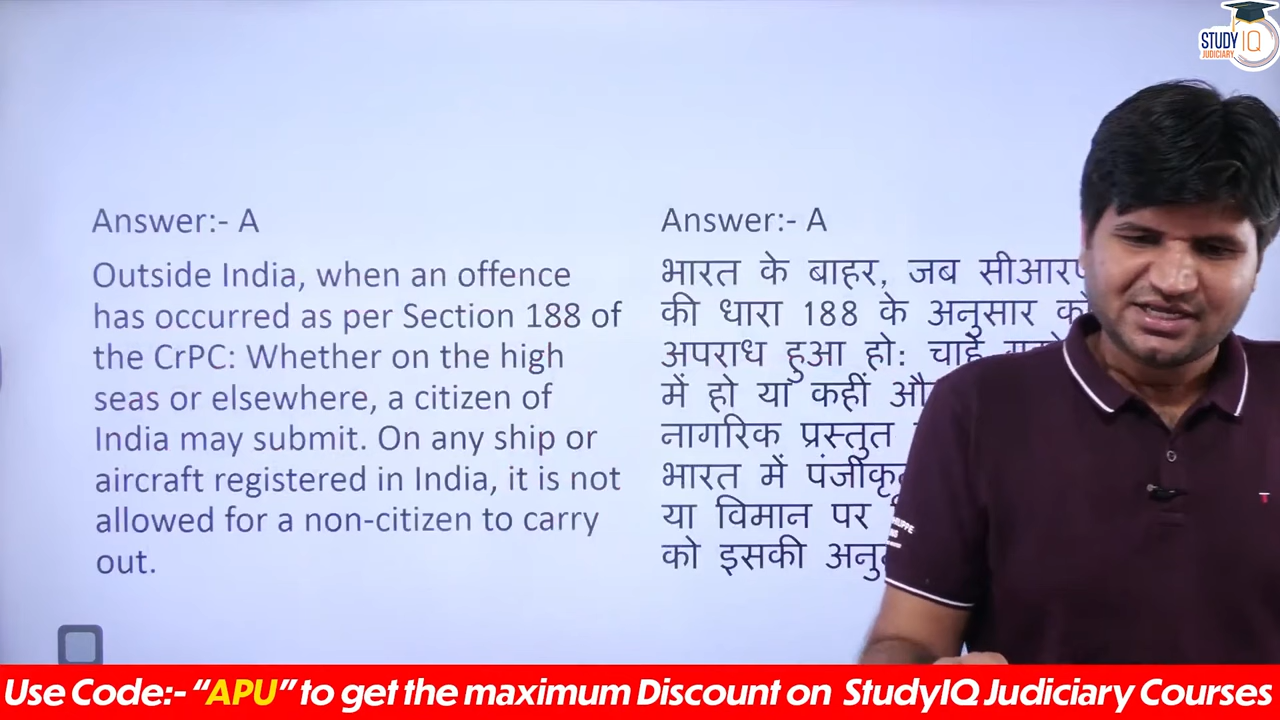 STUDY IQ
JUDICIARY
Answer:- A
Outside India, when an offence
has occurred as per Section 188 of
the CrPC: Whether on the high
seas or elsewhere, a citizen of
India may submit. On any ship or
aircraft registered in India, it is not
allowed for a non-citizen to carry
out.
Answer:- A
भारत के बाहर, जब
की धारा 188 के अनुसार
अपराध हुआ हो: चाहे
में हो या कहीं
नागरिक प्रस्तुत
भारत में
या विमान पर
को इसकी
Use Code:- “APU” to get the maximum Discount on StudyIQ Judiciary Courses